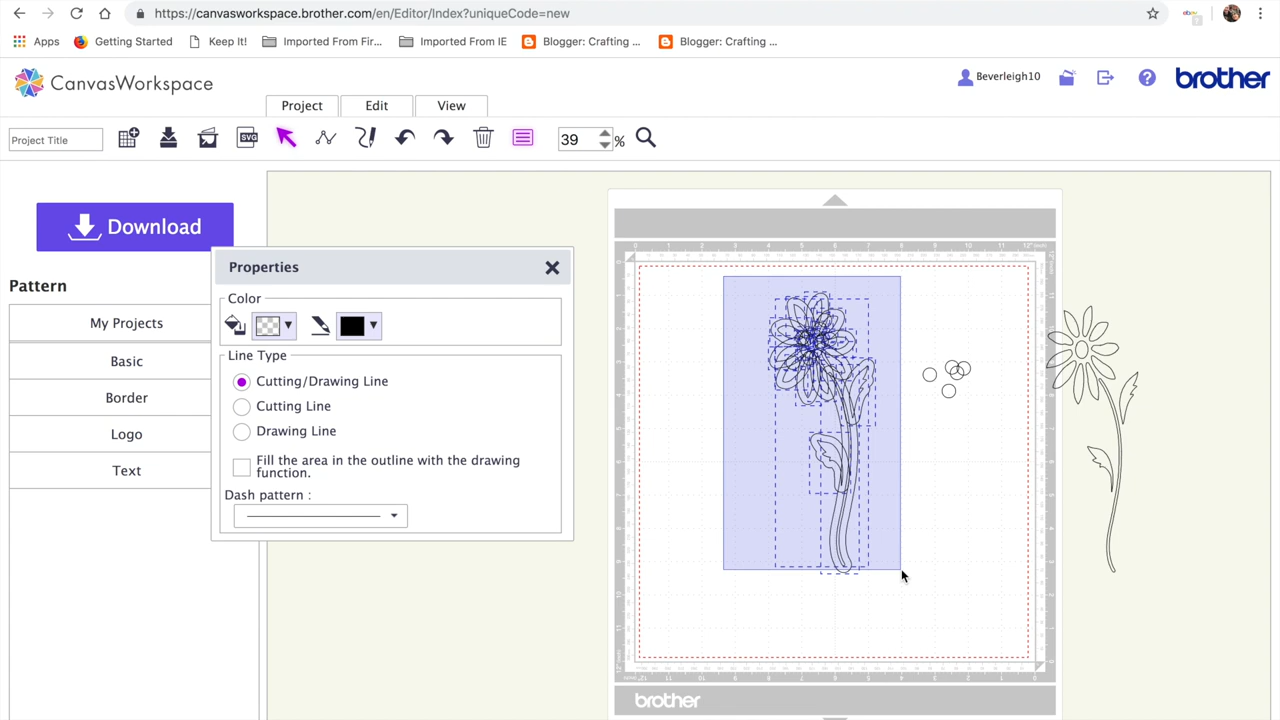 https://canvasworkspace.brother.com/en/Editor/Index?uniqueCode=new
Apps Getting Started Keep It! Imported From Fir... Imported From IE Blogger: Crafting ... Blogger: Crafting ...
CanvasWorkspace
Beverleigh10
brother
Project Edit View
Project Title
SVG
39 %
Download
Pattern
My Projects
Basic
Border
Logo
Text
Properties
Color
Line Type
Cutting/Drawing Line
Cutting Line
Drawing Line
Fill the area in the outline with the drawing
function.
Dash pattern :
brother